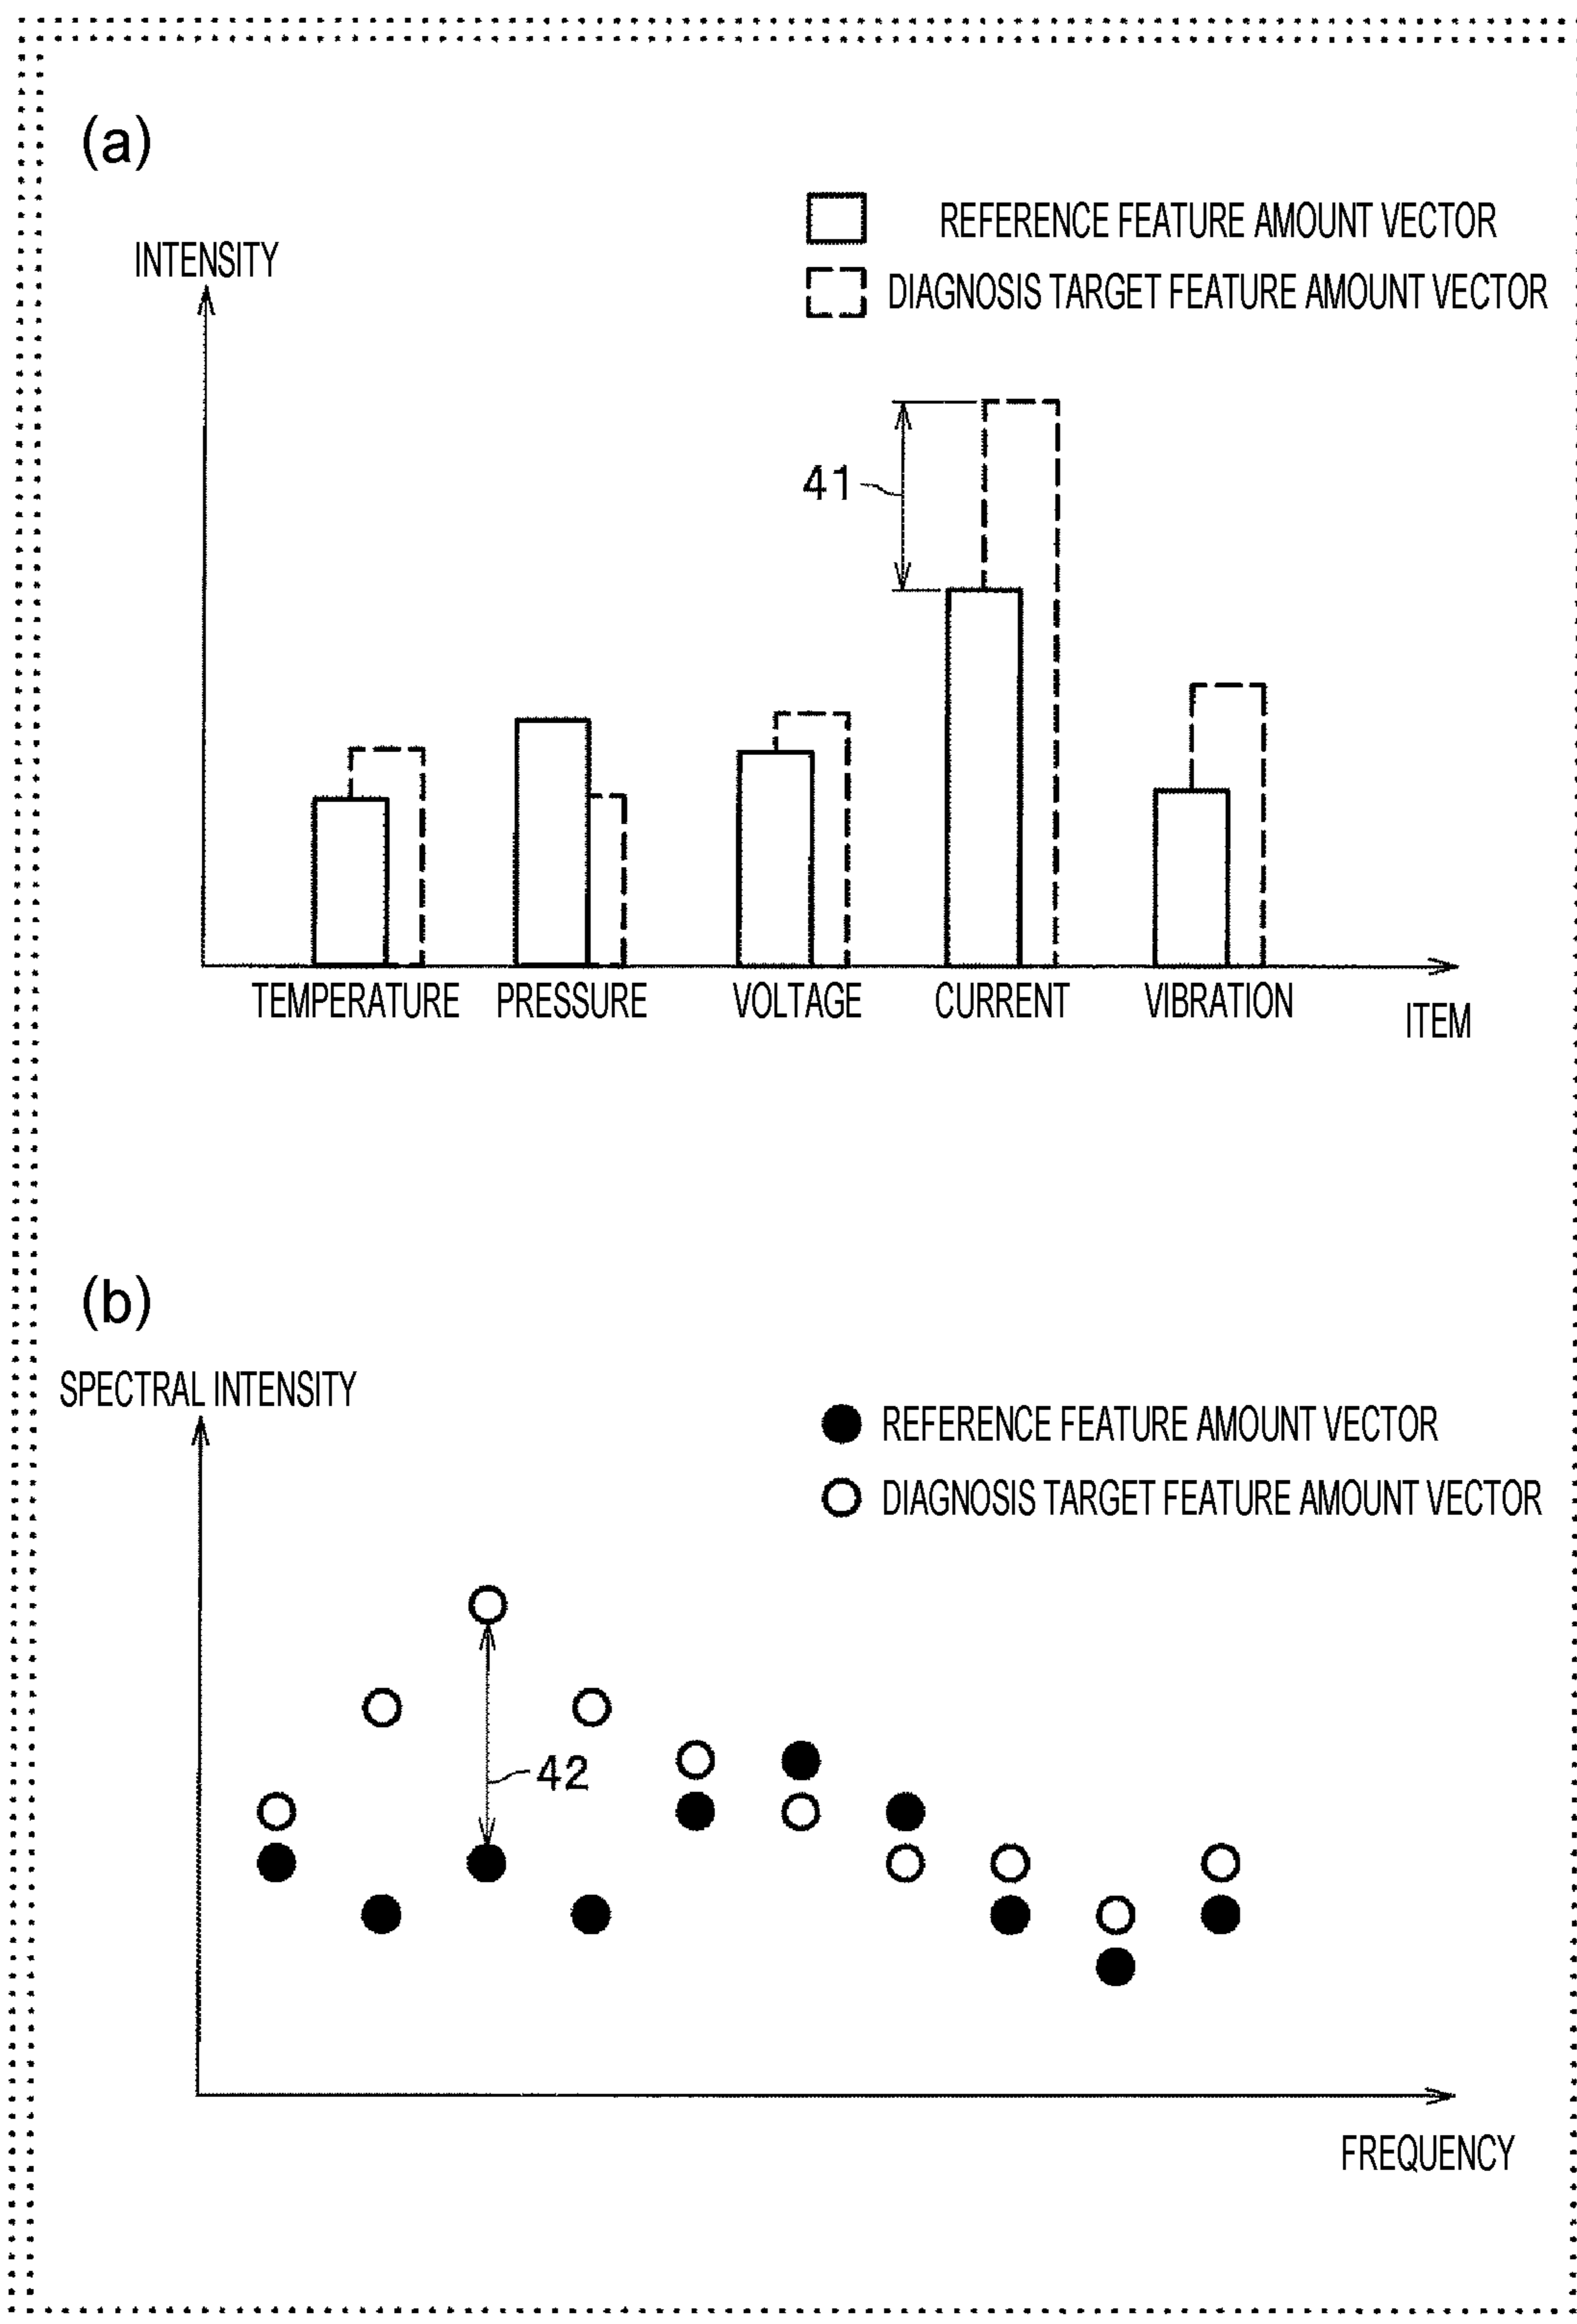 (a)
REFERENCE FEATURE AMOUNT VECTOR
INTENSITY
DIAGNOSIS TARGET FEATURE AMOUNT VECTOR
41
TEMPERATURE PRESSURE VOLTAGE CURRENT VIBRATION
ITEM
(b)
SPECTRAL INTENSITY
REFERENCE FEATURE AMOUNT VECTOR
DIAGNOSIS TARGET FEATURE AMOUNT VECTOR
42
FREQUENCY